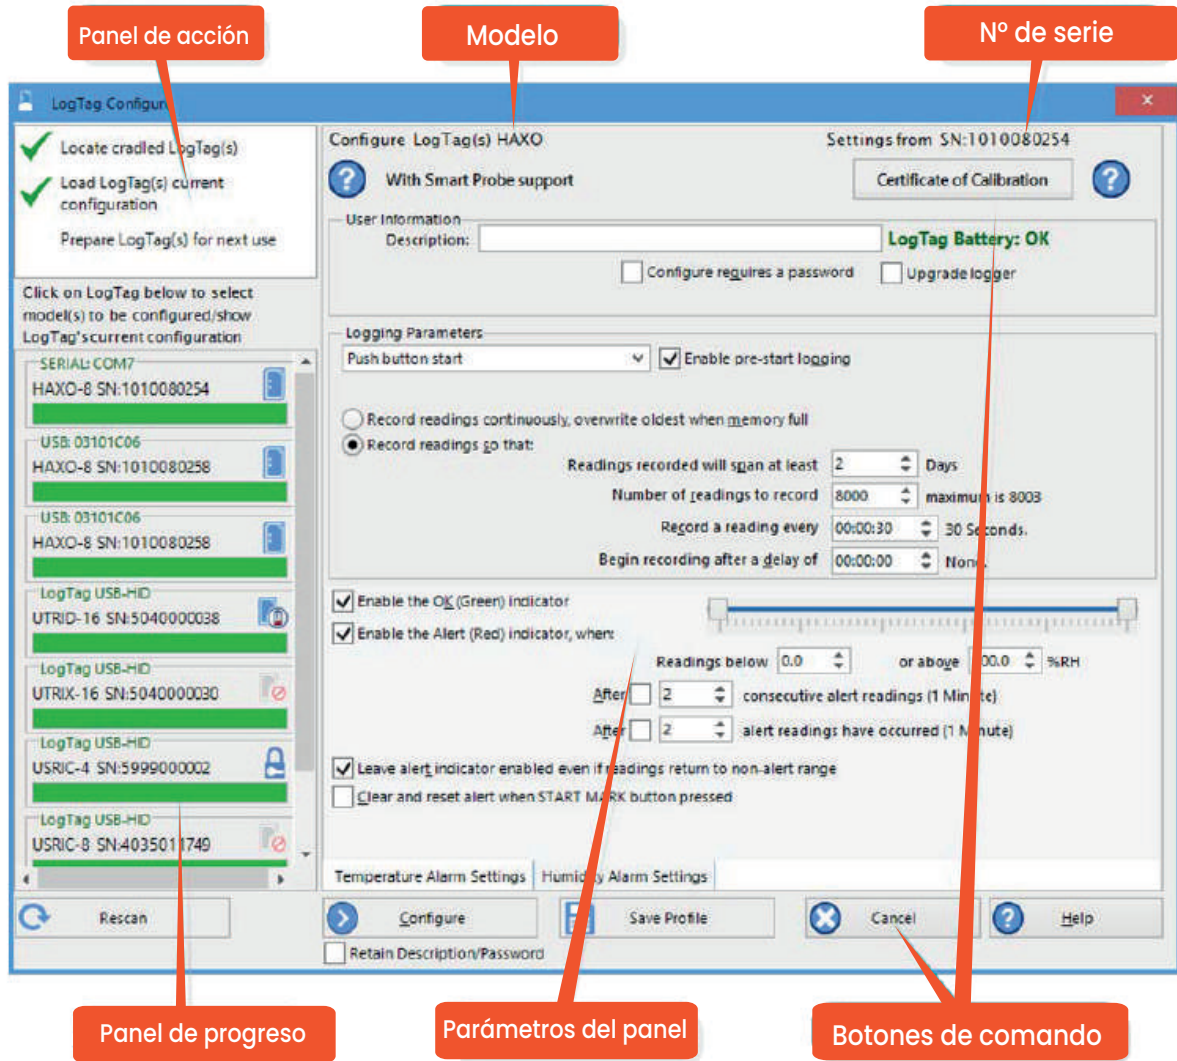 Panel de acción
Modelo
Nº de serie
LogTag Configur
Locate cradled LogTag(s)
Load LogTag(s) current
configuration
Prepare LogTag(s) for next use
Click on LogTag below to select
model(s) to be configured/show
LogTag'scurrent configuration
SERIAL: COM7
HAXO-8 SN:1010080254
USB: 03101C06
HAXO-8 SN:1010080258
USB: 03101C06
HAXO-8 SN:1010080258
LogTag USB-HID
UTRID-16 SN:5040000038
LogTag USB-HID
UTRIX-16 SN:5040000030
LogTag USB-HID
USRIC-4 SN:5999000002
LogTag USB-HID
USRIC-8 SN:4035011749
Rescan
Configure LogTag(s) HAXO
Settings from SN:1010080254
With Smart Probe support
Certificate of Calibration
User Information
Description:
LogTag Battery: OK
Configure requires a password
Upgrade logger
Logging Parameters
Push button start
Enable pre-start logging
Record readings continuously, overwrite oldest when memory full
Record readings so that:
Readings recorded will span at least 2 Days
Number of readings to record 8000 maximum is 8003
Record a reading every 00:00:30 30 Seconds.
Begin recording after a delay of 00:00:00 None.
Enable the OK (Green) indicator
Enable the Alert (Red) indicator, when:
Readings below 0.0 or above 00.0 %RH
After 2 consecutive alert readings (1 Minute)
After 2 alert readings have occurred (1 Minute)
Leave alert indicator enabled even if readings return to non-alert range
Clear and reset alert when START MARK button pressed
Temperature Alarm Settings
Humidity Alarm Settings
Configure
Save Profile
Cancel
Help
Retain Description/Password
Panel de progreso
Parámetros del panel
Botones de comando